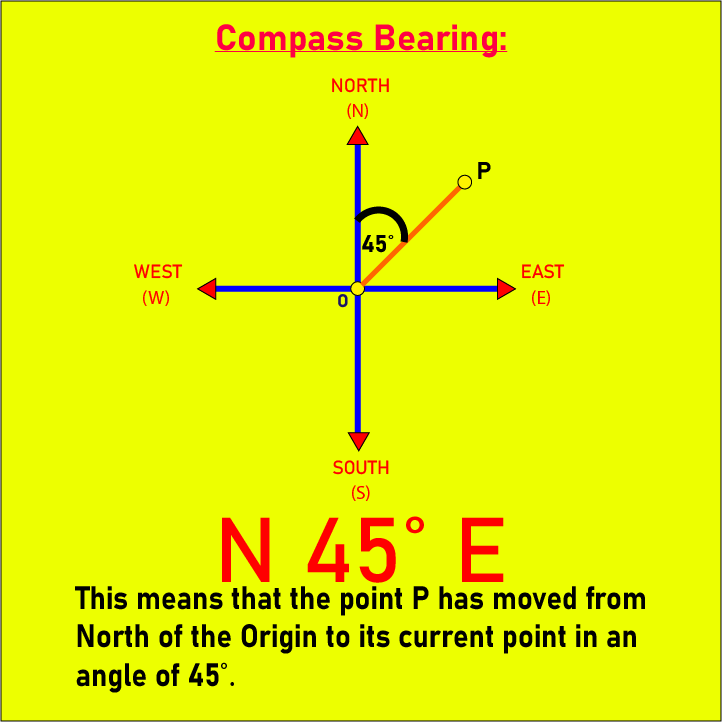 Compass Bearing:
NORTH
(N)
P
45°
WEST
(W)
EAST
(E)
O
SOUTH
(S)
N 45° E
This means that the point P has moved from
North of the Origin to its current point in an
angle of 45°.